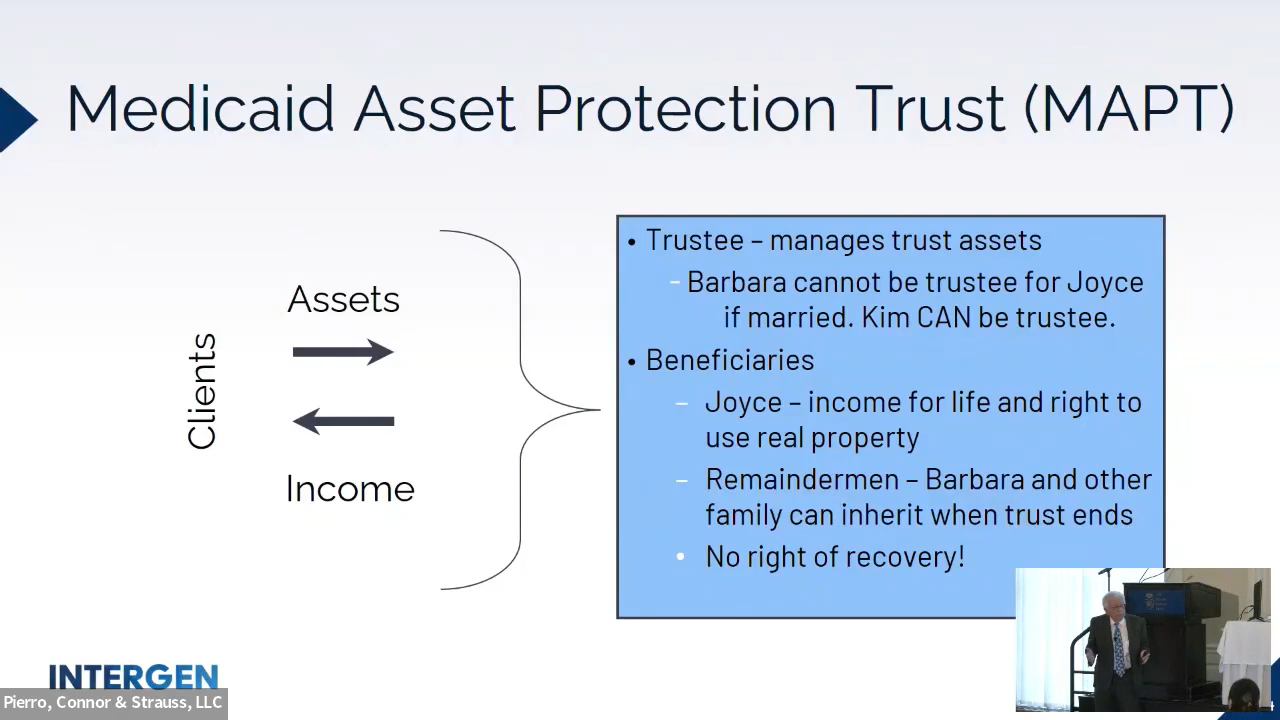 Medicaid Asset Protection Trust (MAPT)
Clients
Assets
Income
• Trustee – manages trust assets
- Barbara cannot be trustee for Joyce
if married. Kim CAN be trustee.
• Beneficiaries
– Joyce – income for life and right to
use real property
– Remaindermen – Barbara and other
family can inherit when trust ends
• No right of recovery!
INTERGEN
Pierro, Connor & Strauss, LLC